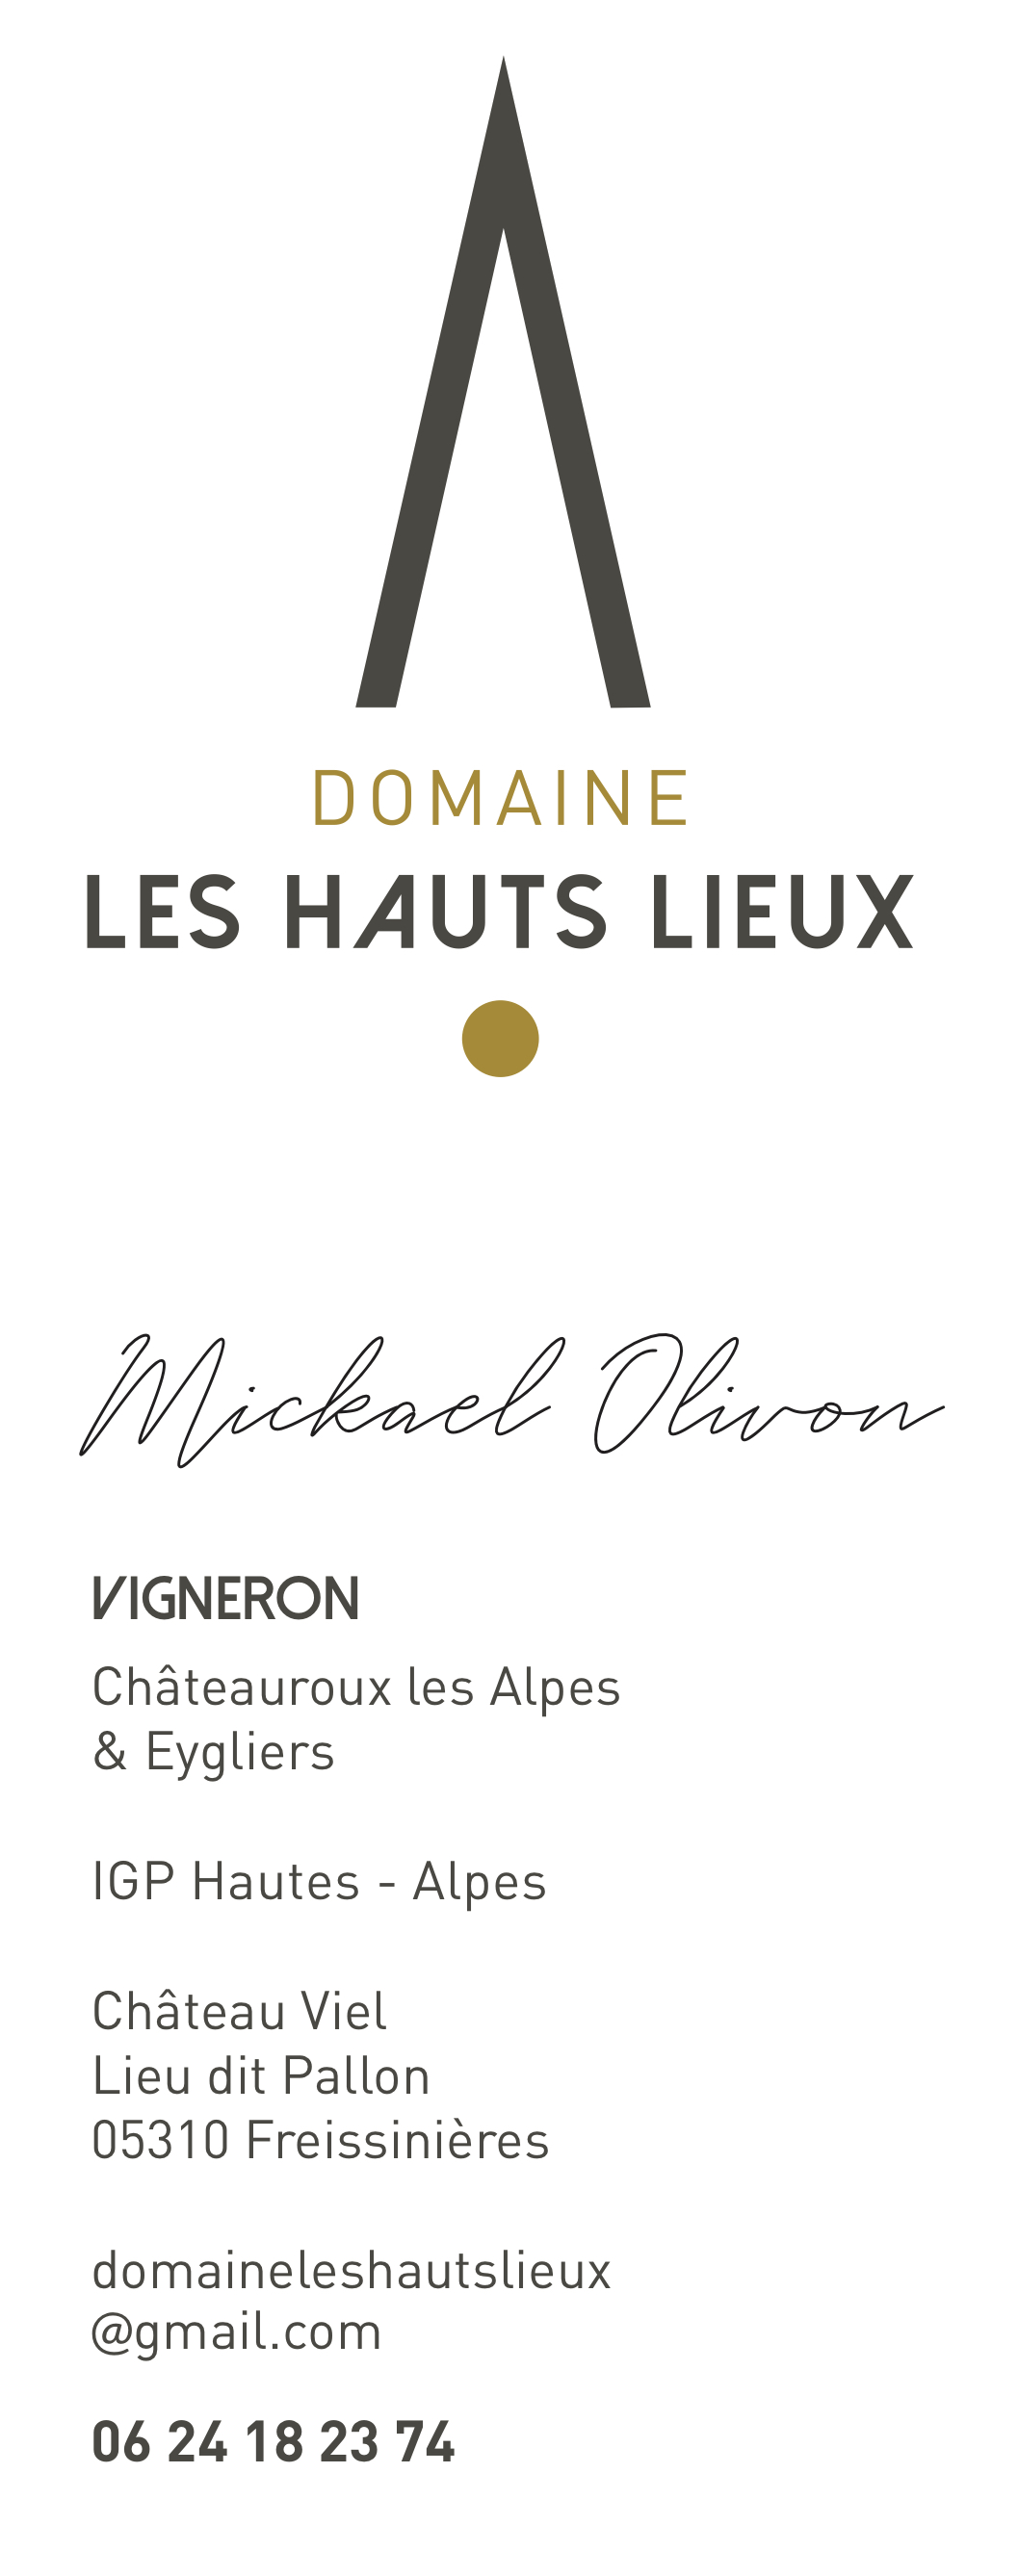 DOMAINE
LES HAUTS LIEUX
Mickael Olivon
VIGNERON
Châteauroux les Alpes
& Eygliers
IGP Hautes - Alpes
Château Viel
Lieu dit Pallon
05310 Freissinières
domaineleshautslieux
@gmail.com
06 24 18 23 74